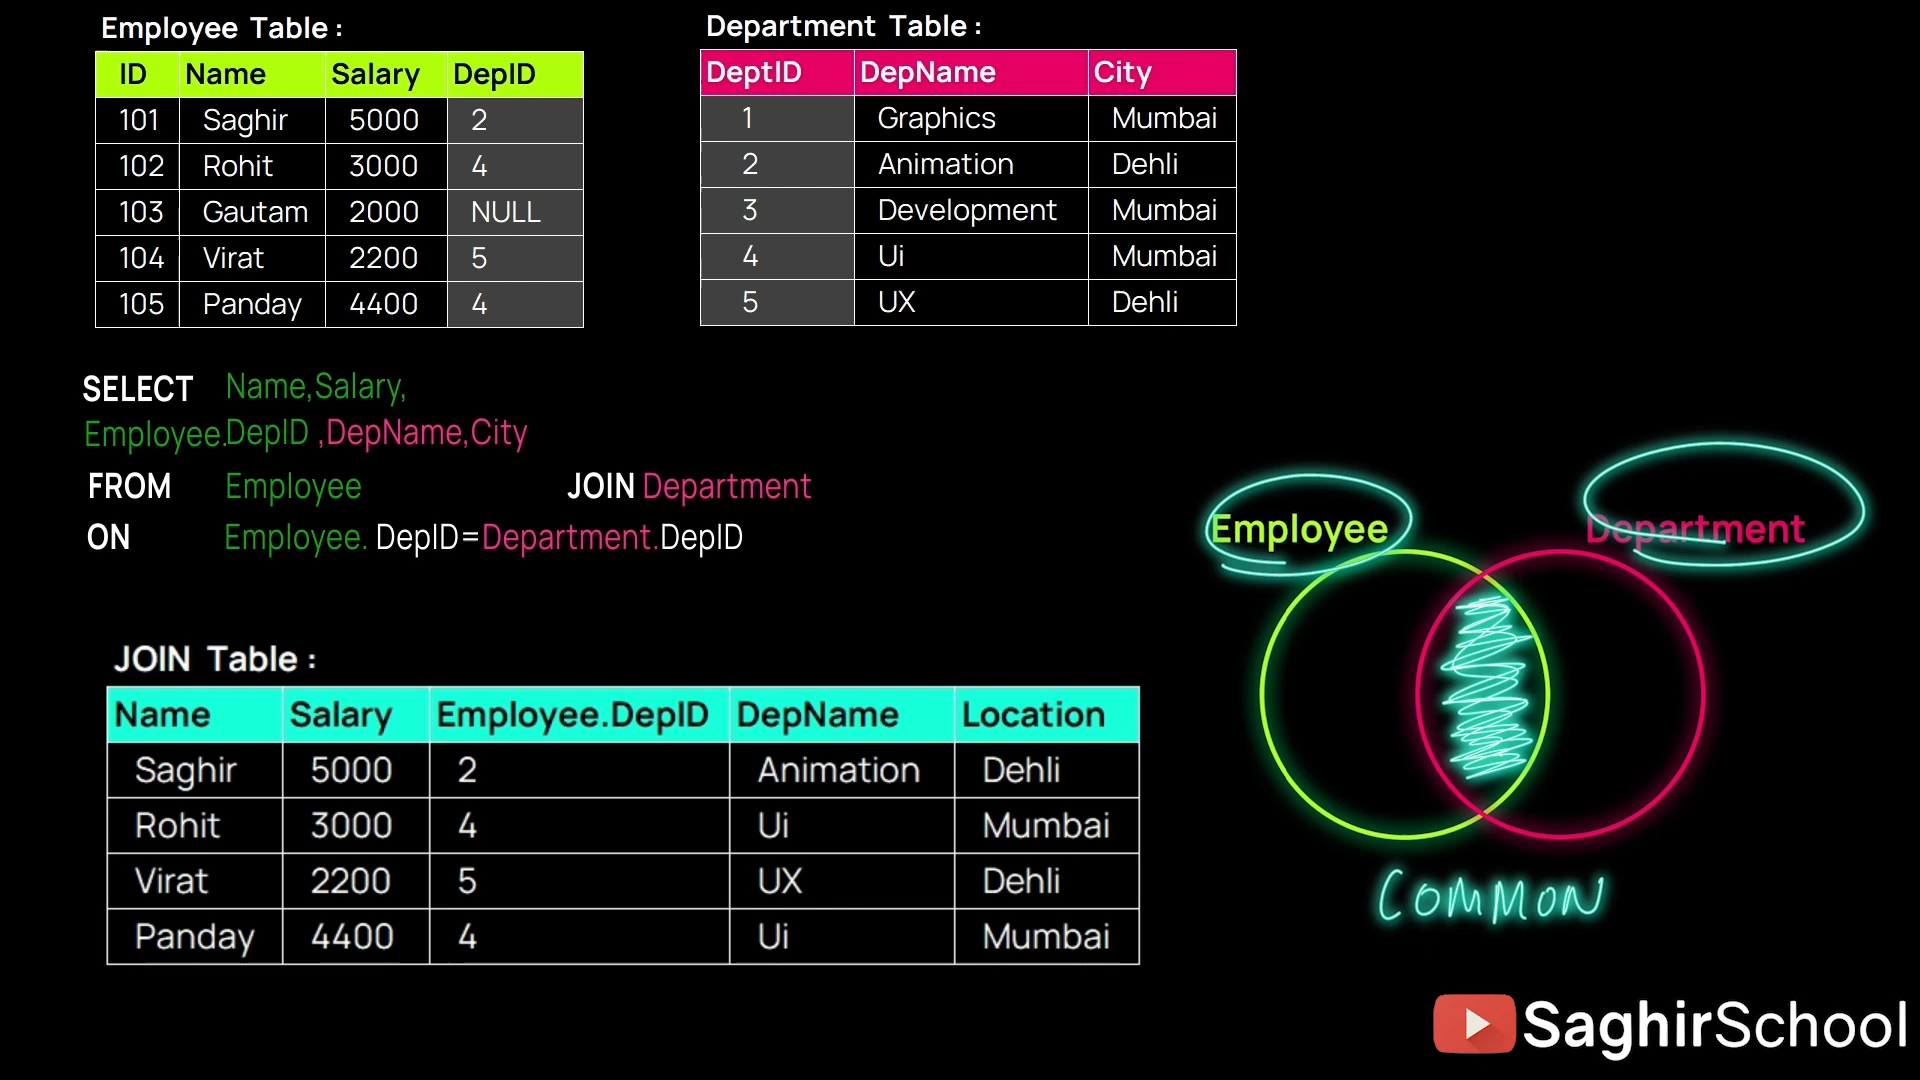 Employee Table :
ID Name Salary DepID
101 Saghir 5000 2
102 Rohit 3000 4
103 Gautam 2000 NULL
104 Virat 2200 5
105 Panday 4400 4
Department Table :
DeptID DepName City
1 Graphics Mumbai
2 Animation Dehli
3 Development Mumbai
4 Ui Mumbai
5 UX Dehli
SELECT Name,Salary,
Employee.DepID ,DepName,City
FROM Employee JOIN Department
ON Employee. DepID=Department.DepID
JOIN Table :
Name Salary Employee.DepID DepName Location
Saghir 5000 2 Animation Dehli
Rohit 3000 4 Ui Mumbai
Virat 2200 5 UX Dehli
Panday 4400 4 Ui Mumbai
Employee
Department
COMMON
SaghirSchool